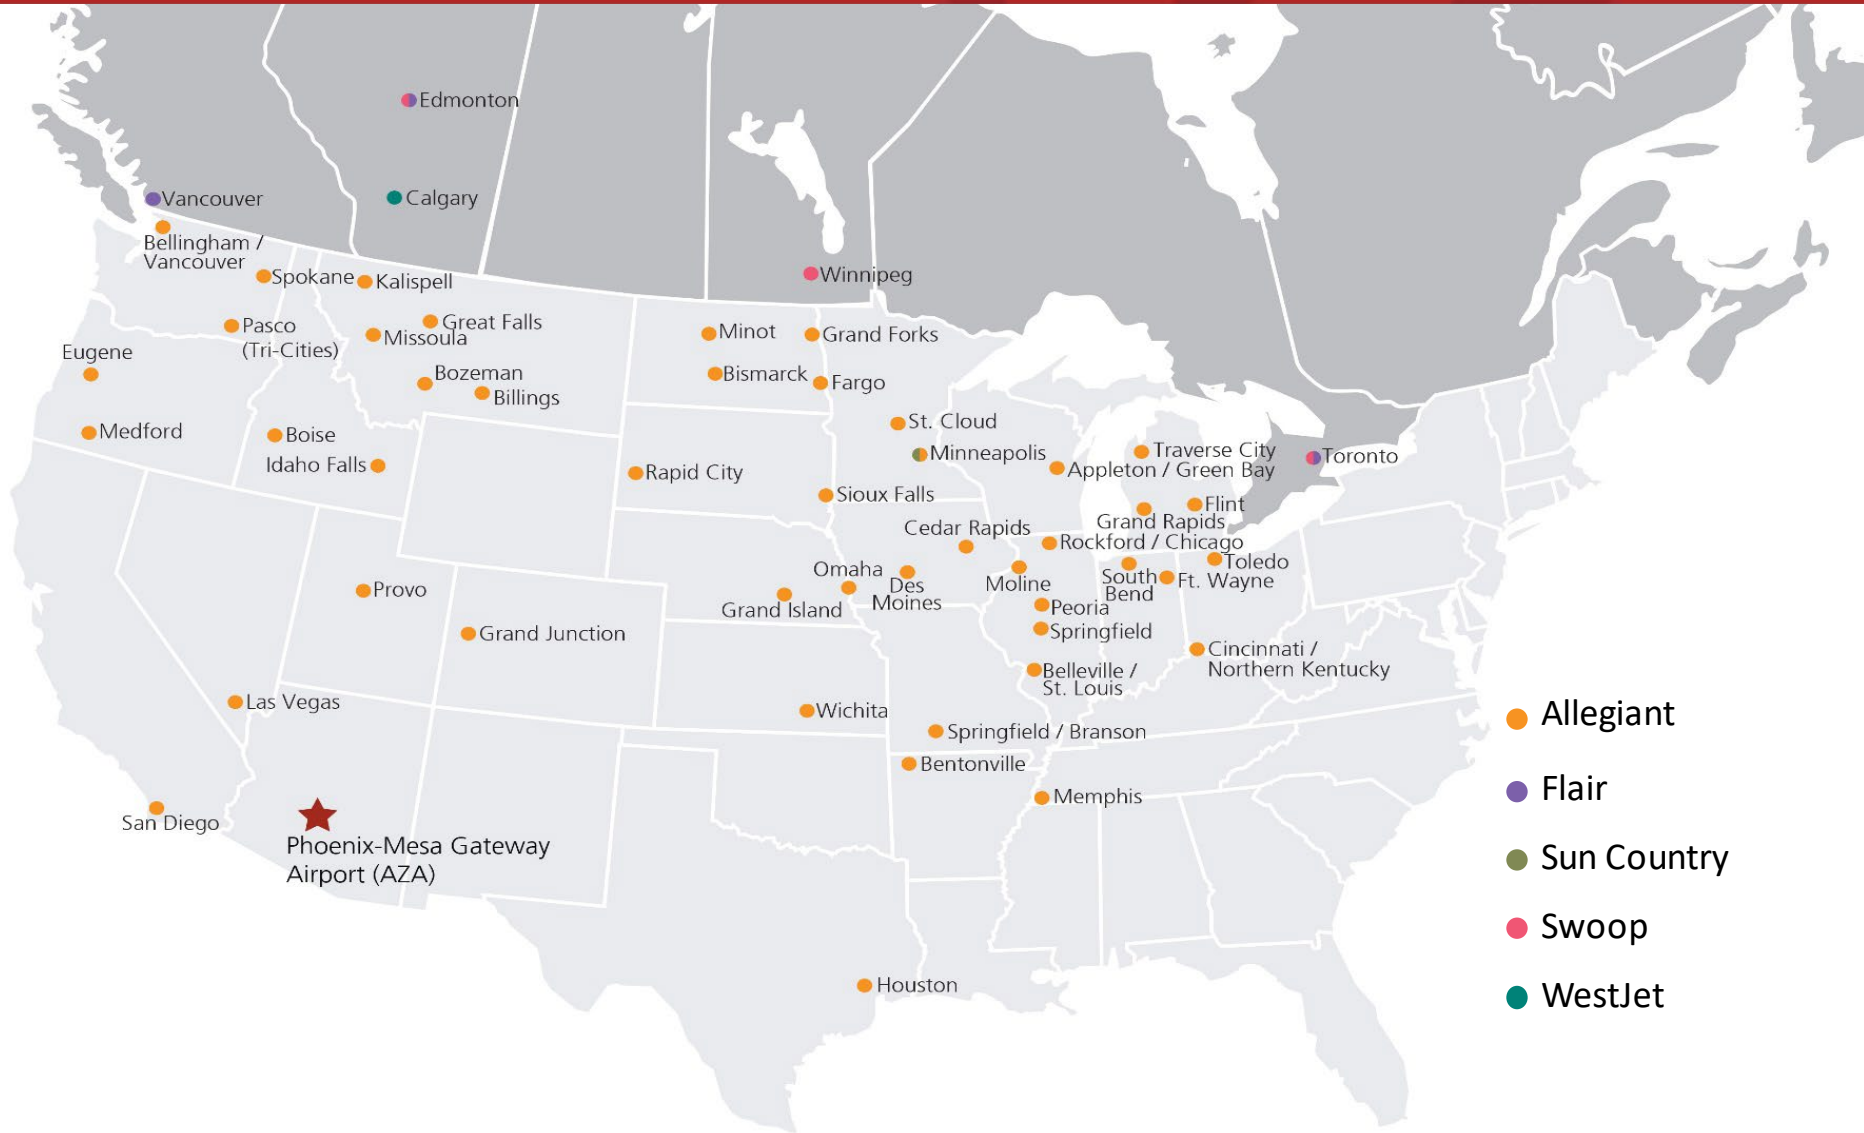 Edmonton
Vancouver
Calgary
Bellingham /
Vancouver
Spokane
Kalispell
Winnipeg
Pasco
(Tri-Cities)
Great Falls
Missoula
Minot
Grand Forks
Eugene
Bozeman
Billings
Bismarck
Fargo
Medford
Boise
Idaho Falls
St. Cloud
Minneapolis
Traverse City
Appleton / Green Bay
Toronto
Rapid City
Sioux Falls
Flint
Grand Rapids
Cedar Rapids
Rockford / Chicago
Toledo
Omaha
Des
Moines
Moline
South
Bend
Ft. Wayne
Provo
Grand Island
Peoria
Springfield
Grand Junction
Cincinnati /
Northern Kentucky
Belleville /
St. Louis
Las Vegas
Wichita
Springfield / Branson
Bentonville
Memphis
San Diego
Phoenix-Mesa Gateway
Airport (AZA)
Houston
Allegiant
Flair
Sun Country
Swoop
WestJet